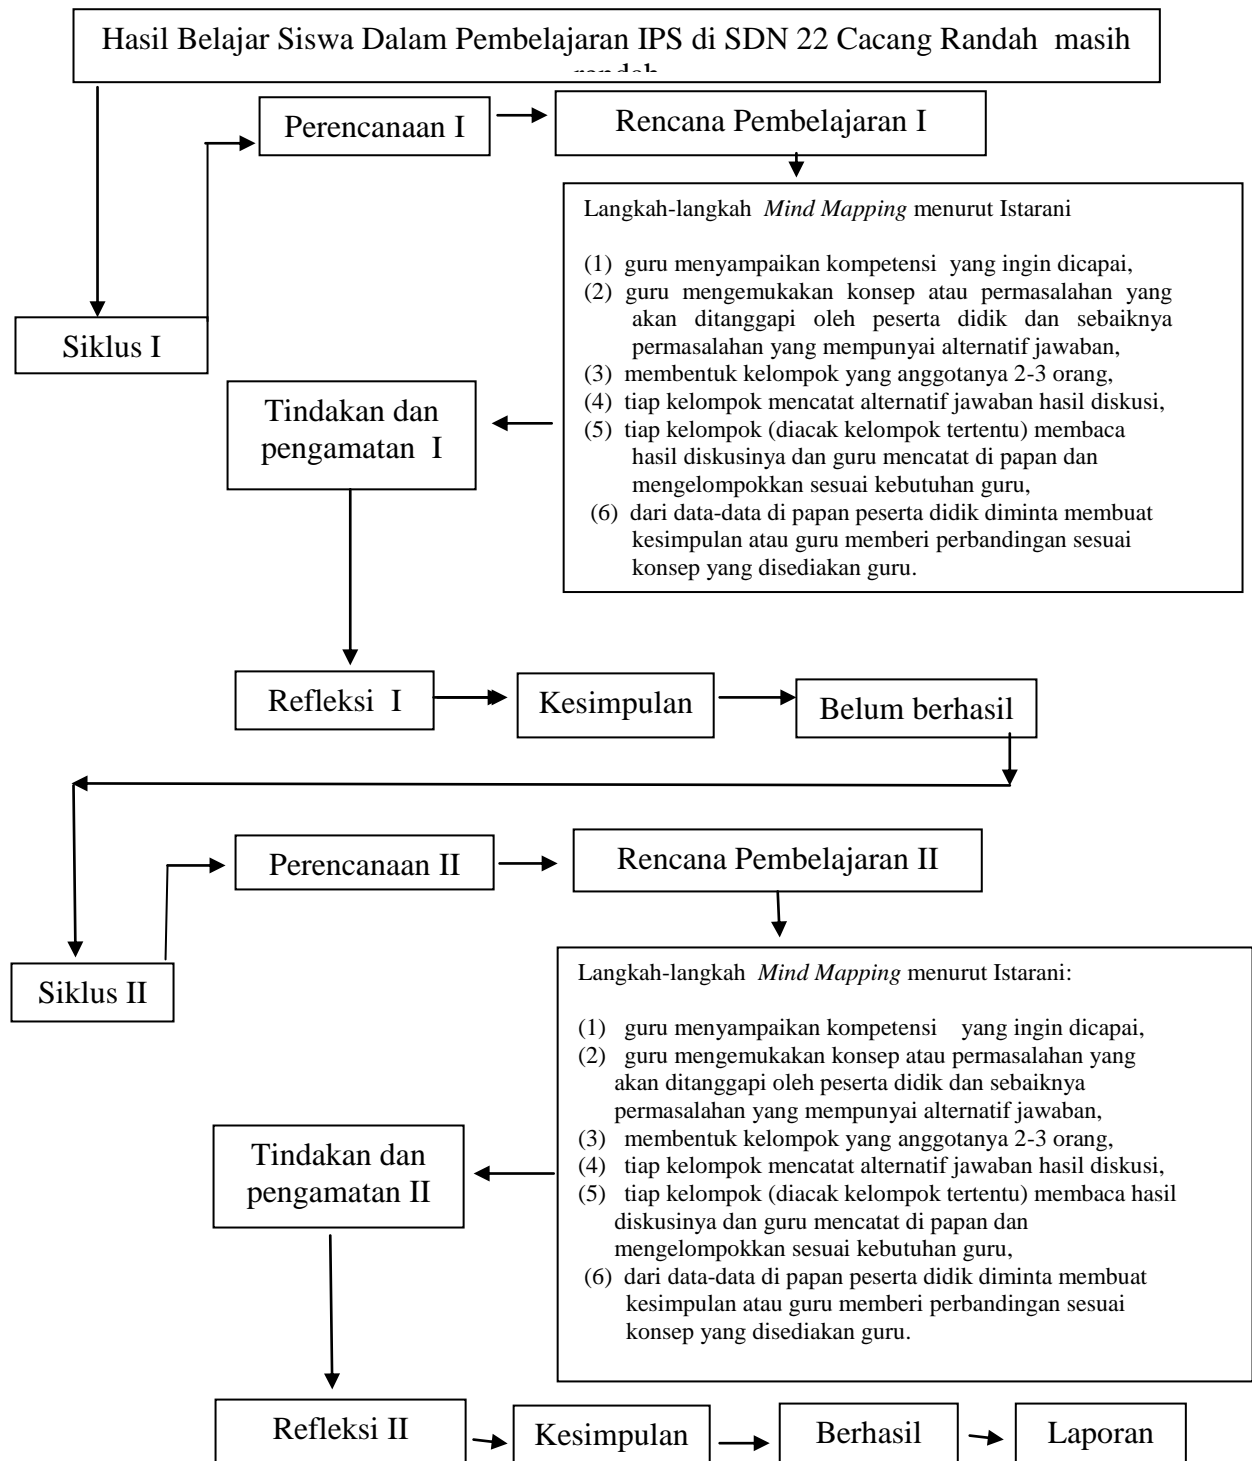 Hasil Belajar Siswa Dalam Pembelajaran IPS di SDN 22 Cacang Randah masih
Perencanaan I
Rencana Pembelajaran I
Siklus I
Langkah-langkah Mind Mapping menurut Istarani
(1) guru menyampaikan kompetensi yang ingin dicapai,
(2) guru mengemukakan konsep atau permasalahan yang
akan ditanggapi oleh peserta didik dan sebaiknya
permasalahan yang mempunyai alternatif jawaban,
(3) membentuk kelompok yang anggotanya 2-3 orang,
(4) tiap kelompok mencatat alternatif jawaban hasil diskusi,
(5) tiap kelompok (diacak kelompok tertentu) membaca
hasil diskusinya dan guru mencatat di papan dan
mengelompokkan sesuai kebutuhan guru,
(6) dari data-data di papan peserta didik diminta membuat
kesimpulan atau guru memberi perbandingan sesuai
konsep yang disediakan guru.
Tindakan dan
pengamatan I
Refleksi I
Kesimpulan
Belum berhasil
Perencanaan II
Rencana Pembelajaran II
Siklus II
Langkah-langkah Mind Mapping menurut Istarani:
(1) guru menyampaikan kompetensi yang ingin dicapai,
(2) guru mengemukakan konsep atau permasalahan yang
akan ditanggapi oleh peserta didik dan sebaiknya
permasalahan yang mempunyai alternatif jawaban,
(3) membentuk kelompok yang anggotanya 2-3 orang,
(4) tiap kelompok mencatat alternatif jawaban hasil diskusi,
(5) tiap kelompok (diacak kelompok tertentu) membaca hasil
diskusinya dan guru mencatat di papan dan
mengelompokkan sesuai kebutuhan guru,
(6) dari data-data di papan peserta didik diminta membuat
kesimpulan atau guru memberi perbandingan sesuai
konsep yang disediakan guru.
Tindakan dan
pengamatan II
Refleksi II
Kesimpulan
Berhasil
Laporan